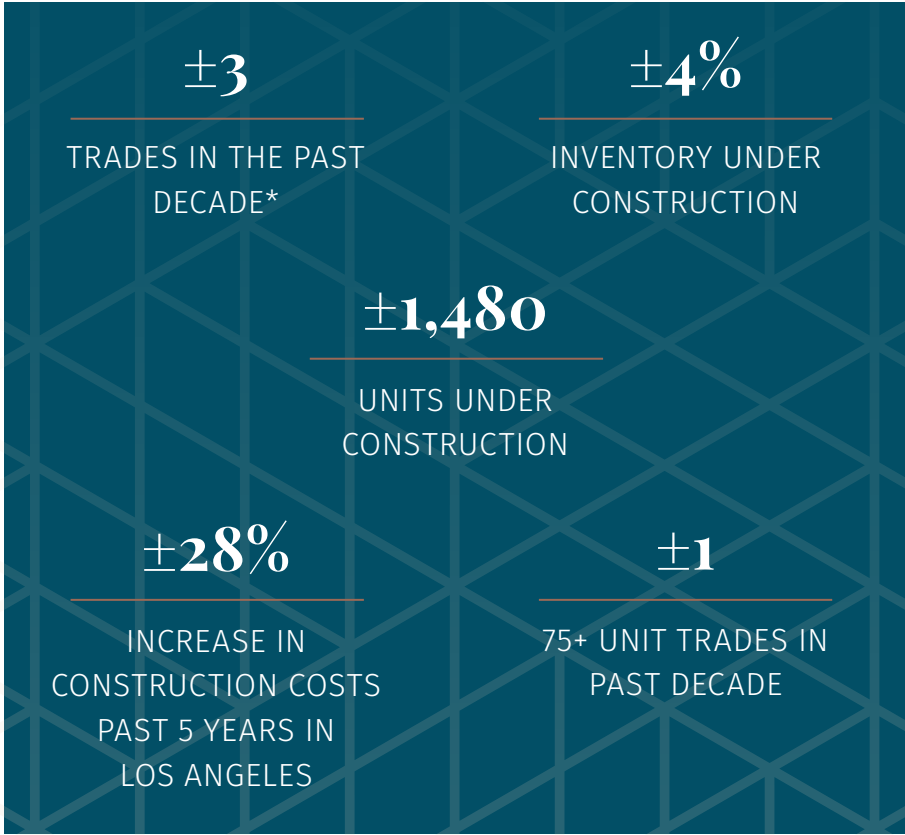 ±3
TRADES IN THE PAST
DECADE*
±4%
INVENTORY UNDER
CONSTRUCTION
±1,480
UNITS UNDER
CONSTRUCTION
±28%
INCREASE IN
CONSTRUCTION COSTS
PAST 5 YEARS IN
LOS ANGELES
±1
75+ UNIT TRADES IN
PAST DECADE